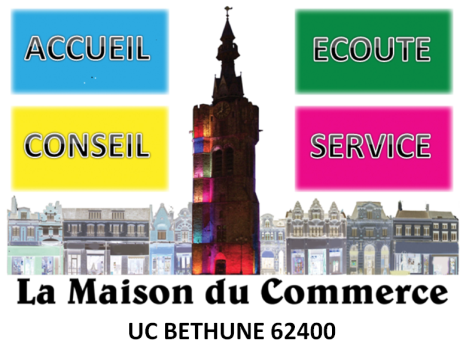 ACCUEIL
ECOUTE
CONSEIL
SERVICE
La Maison du Commerce
UC BETHUNE 62400